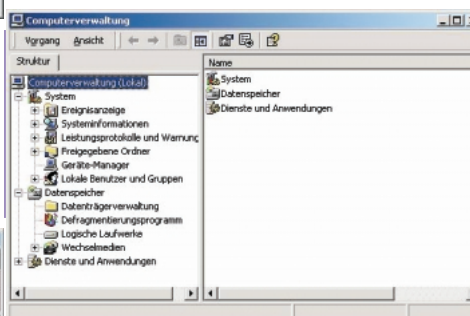 Computerverwaltung
Vorgang Ansicht
Struktur
Computerverwaltung (Lokal)
System
Ereignisanzeige
Systeminformationen
Leistungsprotokolle und Warnung
Freigegebene Ordner
Geräte-Manager
Lokale Benutzer und Gruppen
Datenspeicher
Datenträgerverwaltung
Defragmentierungsprogramm
Logische Laufwerke
Wechselmedien
Dienste und Anwendungen
Name
System
Datenspeicher
Dienste und Anwendungen